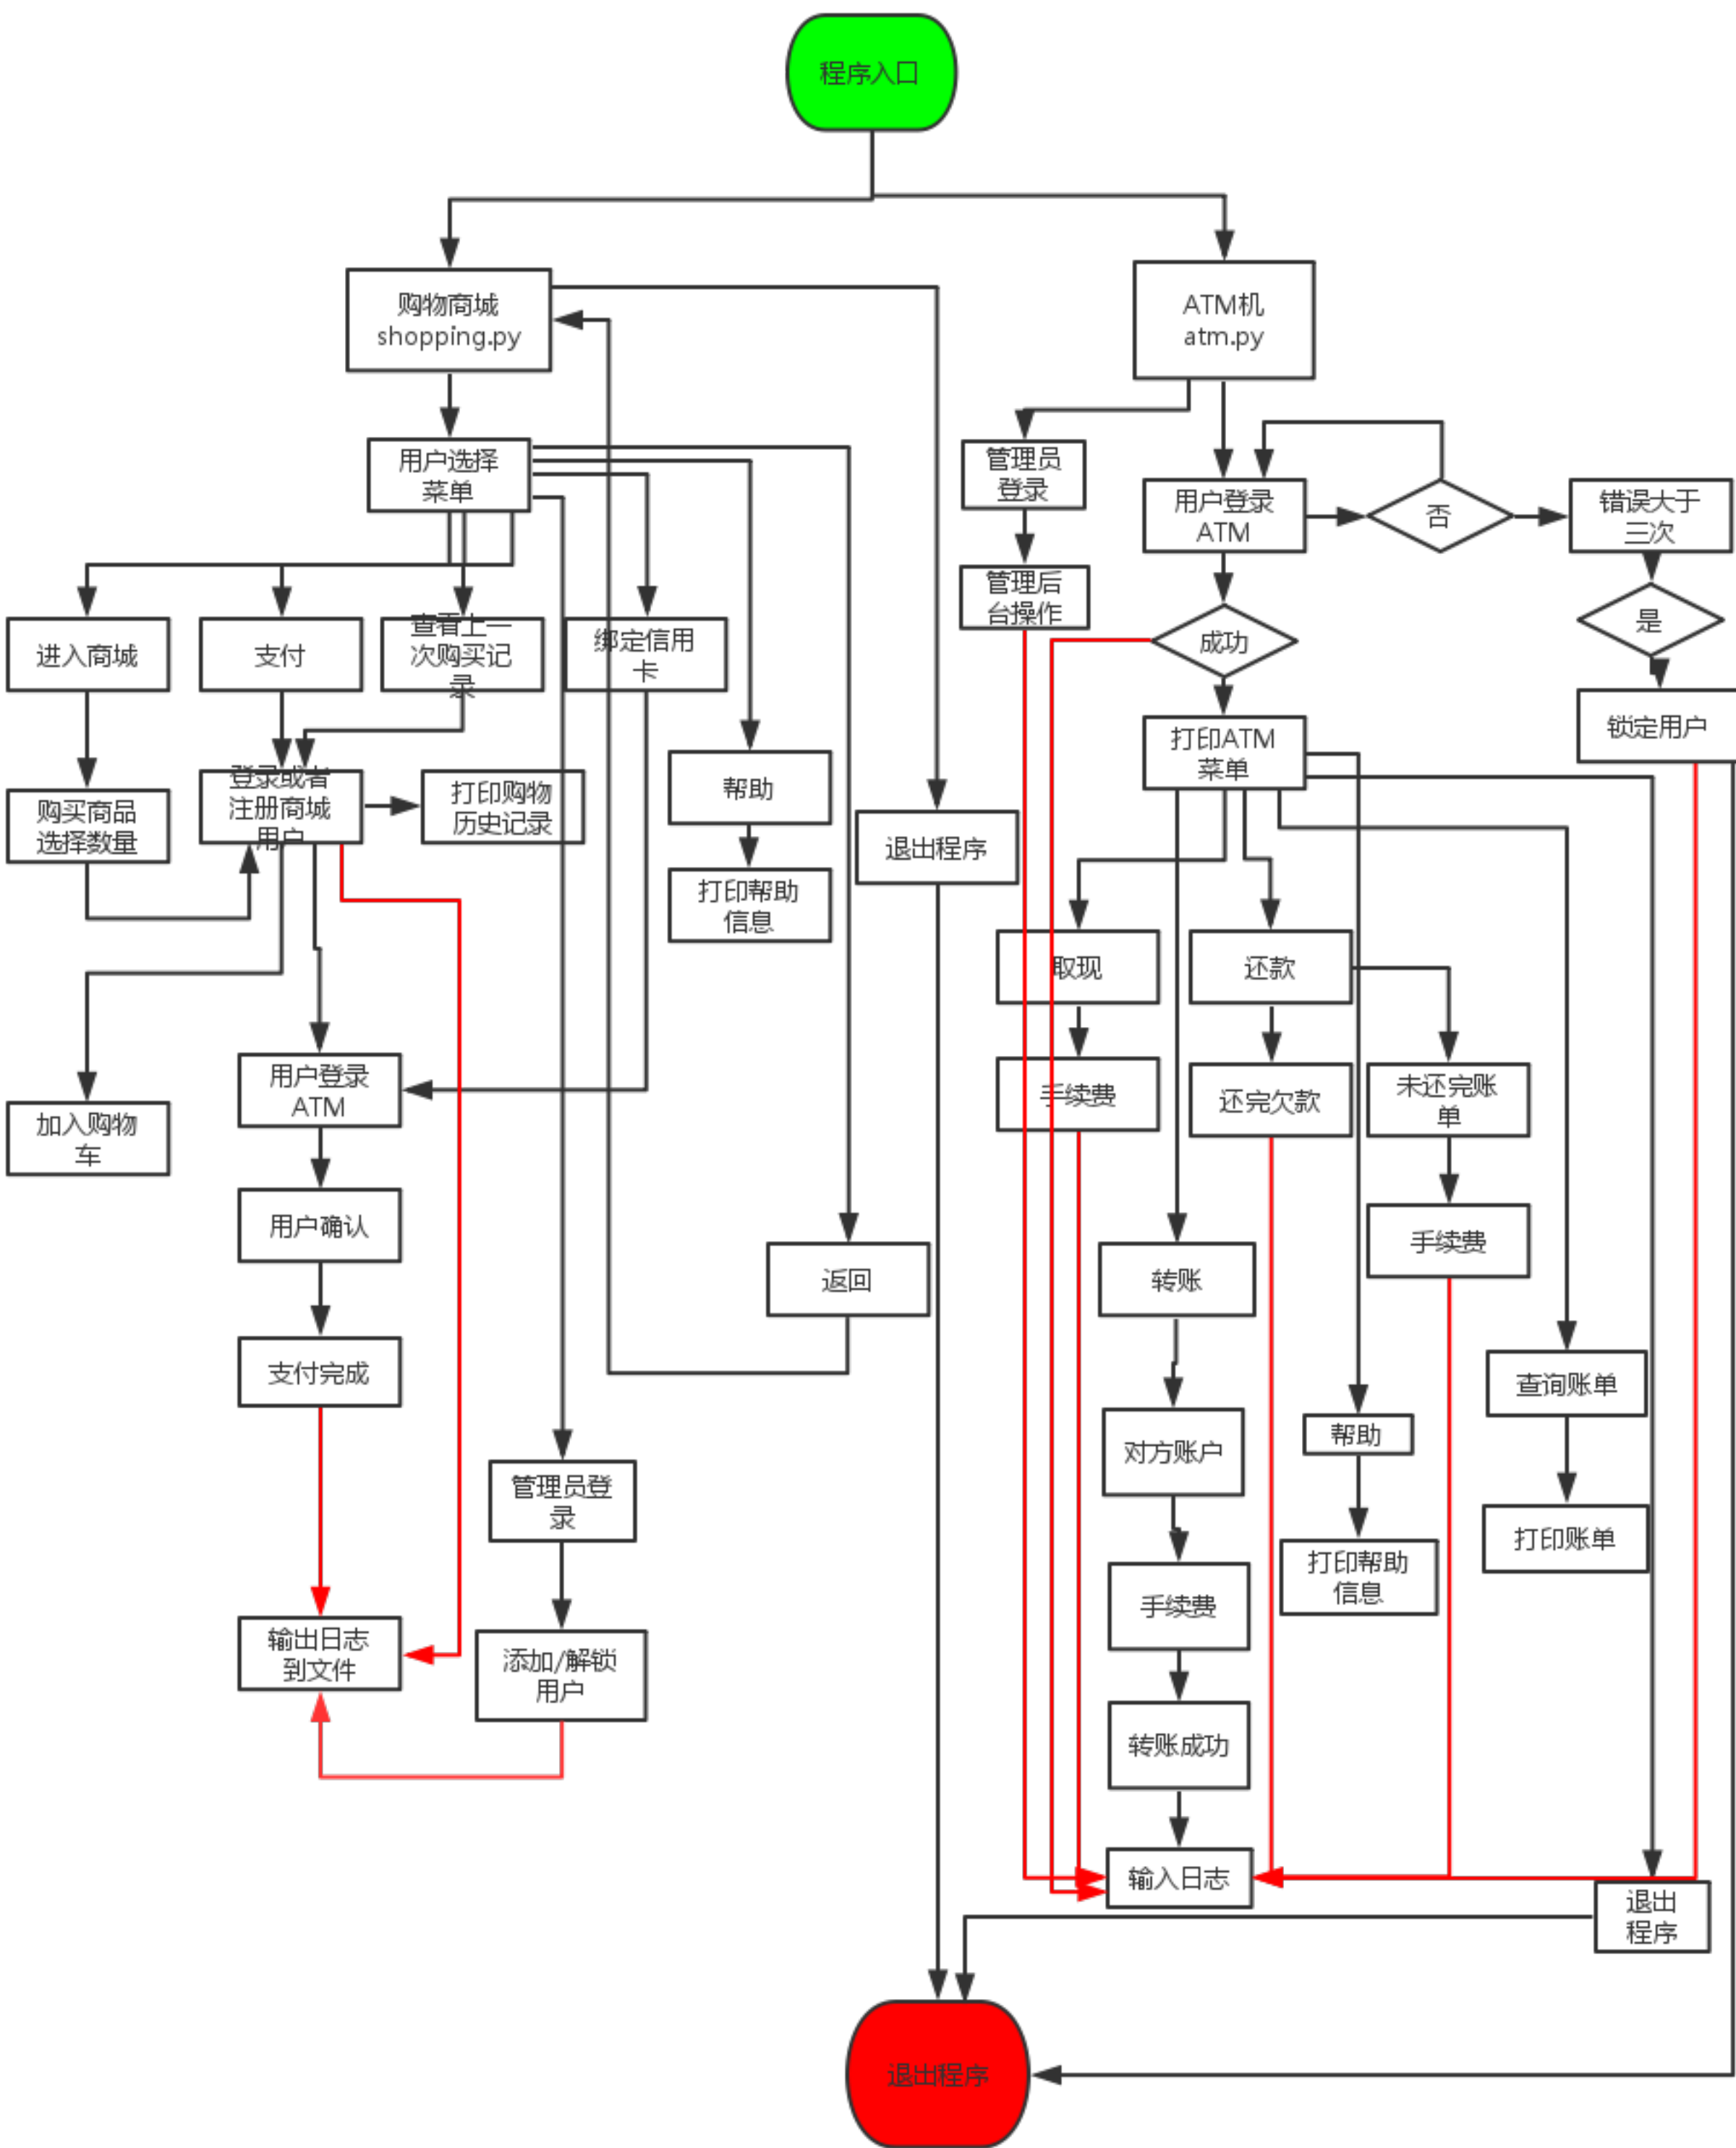 程序入口
购物商城
shopping.py
ATM机
atm.py
用户选择
菜单
管理员
登录
用户登录
ATM
否
错误大于
三次
管理后
台操作
成功
是
进入商城
支付
查看上一
次购买记
录
绑定信用
卡
锁定用户
打印ATM
菜单
购买商品
选择数量
登录或者
注册商城
用户
打印购物
历史记录
帮助
退出程序
打印帮助
信息
取现
还款
用户登录
ATM
手续费
还完欠款
未还完账
单
加入购物
车
用户确认
返回
转账
手续费
支付完成
查询账单
对方账户
帮助
管理员登
录
打印账单
打印帮助
信息
手续费
输出日志
到文件
添加/解锁
用户
转账成功
输入日志
退出
程序
退出程序